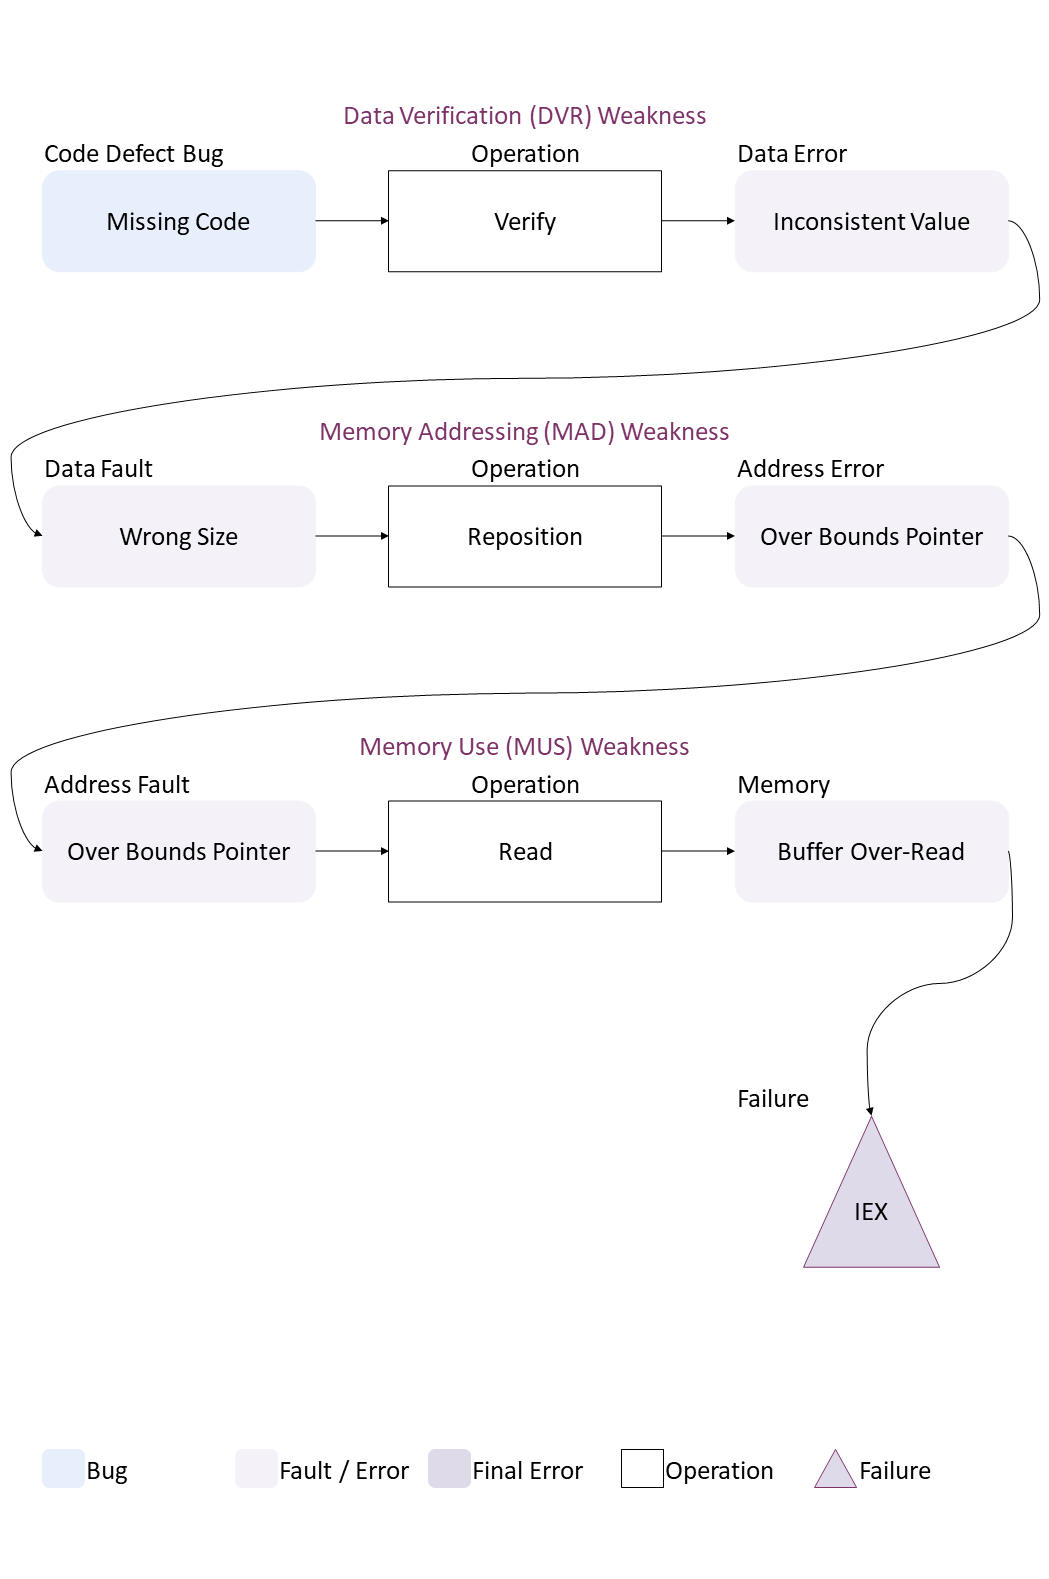 Data Verification (DVR) Weakness
Code Defect Bug
Operation
Data Error
Missing Code
Verify
Inconsistent Value
Memory Addressing (MAD) Weakness
Data Fault
Operation
Address Error
Wrong Size
Reposition
Over Bounds Pointer
Memory Use (MUS) Weakness
Address Fault
Operation
Memory
Over Bounds Pointer
Read
Buffer Over-Read
Failure
IEX
Bug
Fault / Error
Final Error
Operation
Failure